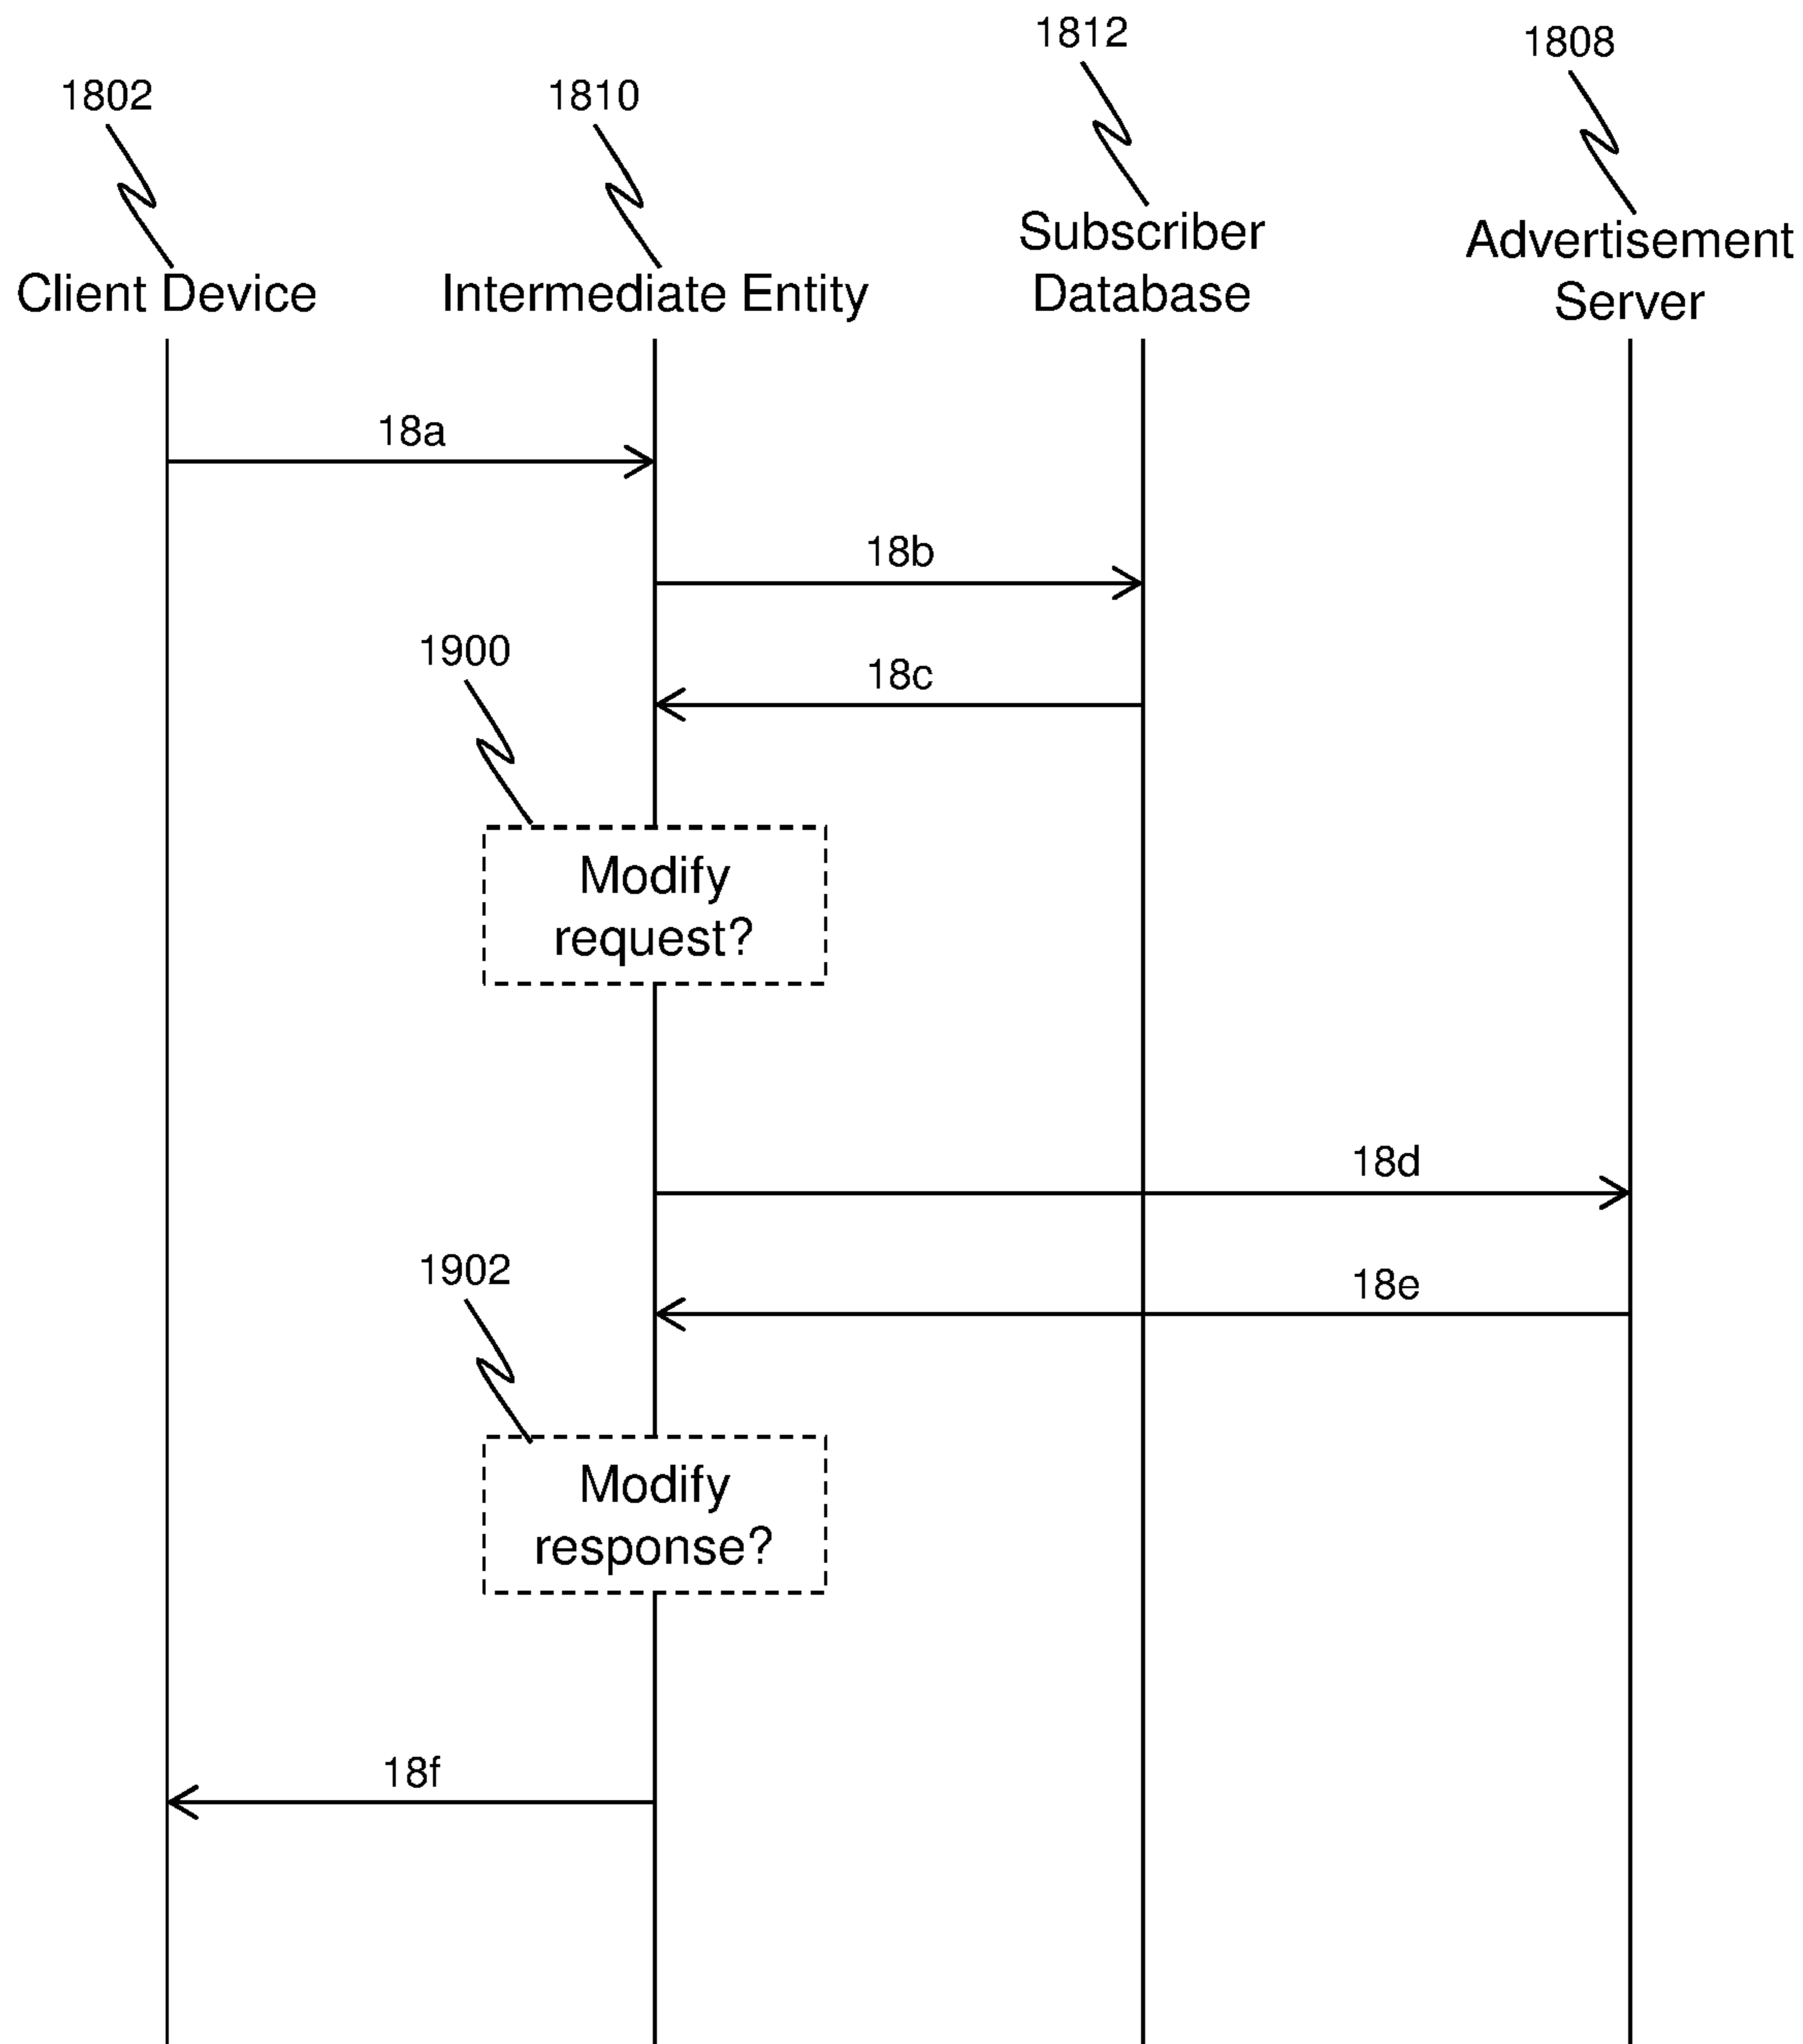 1812
1808
1802
1810
Subscriber
Database
Advertisement
Server
Client Device
Intermediate Entity
18a
18b
1900
18c
Modify
request?
18d
1902
18e
Modify
response?
18f